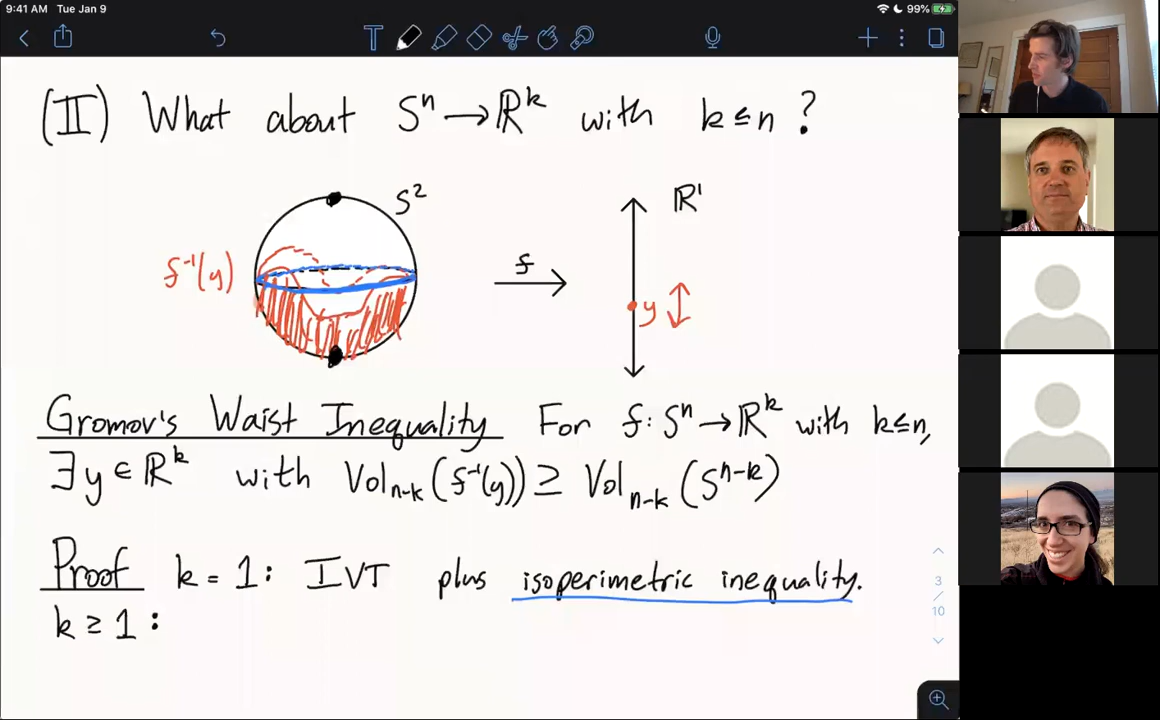 9:41 AM Tue Jan 9
99%
(II) What about Sⁿ→ℝᵏ with k≤n ?
S²
ℝ¹
f⁻¹(y)
f
y
Gromov's Waist Inequality For f: Sⁿ→ℝᵏ with k≤n,
∃ y ∈ ℝᵏ with Volₙ₋ₖ(f⁻¹(y)) ≥ Volₙ₋ₖ(Sⁿ⁻ᵏ)
Proof k = 1: IVT plus isoperimetric inequality.
k ≥ 1:
3
/
10